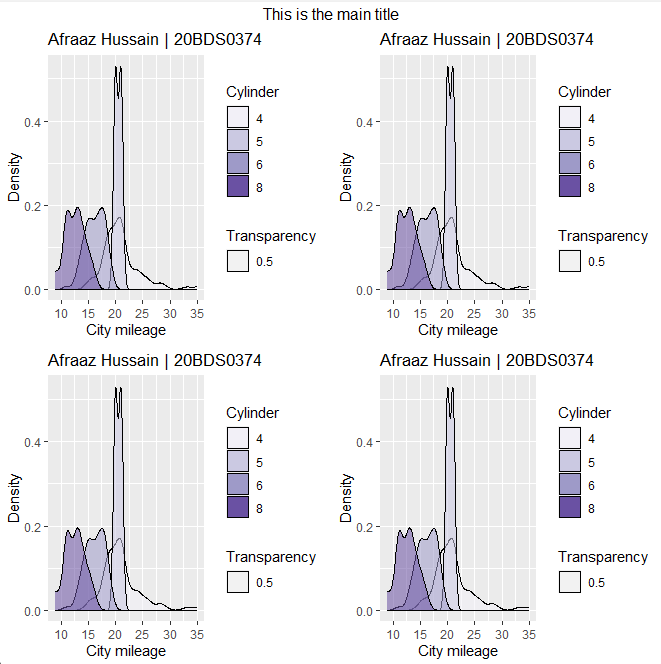 This is the main title
Afraaz Hussain | 20BDS0374
Density
0.4
0.2
0.0
10 15 20 25 30 35
City mileage
Cylinder
4
5
6
8
Transparency
0.5
Afraaz Hussain | 20BDS0374
Density
0.4
0.2
0.0
10 15 20 25 30 35
City mileage
Cylinder
4
5
6
8
Transparency
0.5
Afraaz Hussain | 20BDS0374
Density
0.4
0.2
0.0
10 15 20 25 30 35
City mileage
Cylinder
4
5
6
8
Transparency
0.5
Afraaz Hussain | 20BDS0374
Density
0.4
0.2
0.0
10 15 20 25 30 35
City mileage
Cylinder
4
5
6
8
Transparency
0.5